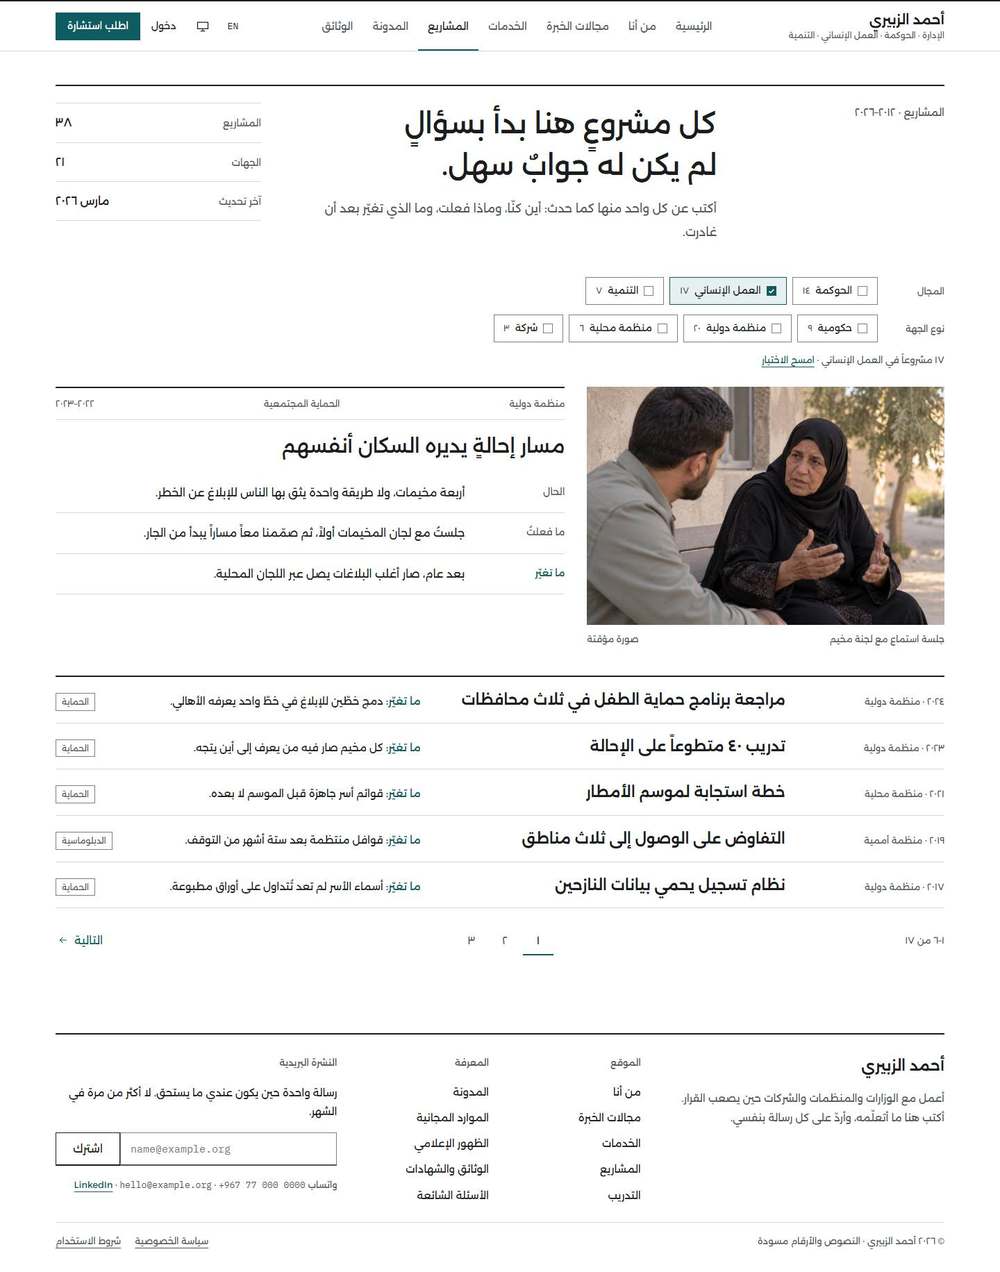 أحمد الزبيري
الإدارة · الحوكمة · العمل الإنساني · التنمية
الرئيسية
من أنا
مجالات الخبرة
الخدمات
المشاريع
المدونة
الوثائق
EN
دخول
اطلب استشارة
المشاريع · ٢٠١٢–٢٠٢٦
كل مشروعٍ هنا بدأ بسؤالٍ
لم يكن له جوابٌ سهل.
أكتب عن كل واحد منها كما حدث: أين كنّا، وماذا فعلت، وما الذي تغيّر بعد أن
غادرت.
المشاريع ٣٨
الجهات ٢١
آخر تحديث مارس ٢٠٢٦
المجال
الحوكمة ١٤
العمل الإنساني ١٧
التنمية ٧
نوع الجهة
حكومية ٩
منظمة دولية ٢٠
منظمة محلية ٦
شركة ٣
١٧ مشروعاً في العمل الإنساني · امسح الاختيار
جلسة استماع مع لجنة مخيم
صورة مؤقتة
منظمة دولية
الحماية المجتمعية
٢٠٢٢–٢٠٢٣
مسار إحالةٍ يديره السكان أنفسهم
الحال
أربعة مخيمات، ولا طريقة واحدة يثق بها الناس للإبلاغ عن الخطر.
ما فعلتُ
جلستُ مع لجان المخيمات أولاً، ثم صمّمنا معاً مساراً يبدأ من الجار.
ما تغيّر
بعد عام، صار أغلب البلاغات يصل عبر اللجان المحلية.
٢٠٢٤ · منظمة دولية
مراجعة برنامج حماية الطفل في ثلاث محافظات
ما تغيّر: دمج خطّين للإبلاغ في خطّ واحد يعرفه الأهالي.
الحماية
٢٠٢٣ · منظمة دولية
تدريب ٤٠ متطوعاً على الإحالة
ما تغيّر: كل مخيم صار فيه من يعرف إلى أين يتجه.
الحماية
٢٠٢١ · منظمة محلية
خطة استجابة لموسم الأمطار
ما تغيّر: قوائم أسر جاهزة قبل الموسم لا بعده.
الحماية
٢٠١٩ · منظمة أممية
التفاوض على الوصول إلى ثلاث مناطق
ما تغيّر: قوافل منتظمة بعد ستة أشهر من التوقف.
الدبلوماسية
٢٠١٧ · منظمة دولية
نظام تسجيل يحمي بيانات النازحين
ما تغيّر: أسماء الأسر لم تعد تُتداول على أوراق مطبوعة.
الحماية
١–٦ من ١٧
١
٢
٣
التالية ←
أحمد الزبيري
أعمل مع الوزارات والمنظمات والشركات حين يصعب القرار.
أكتب هنا ما أتعلّمه، وأردّ على كل رسالة بنفسي.
الموقع
من أنا
مجالات الخبرة
الخدمات
المشاريع
التدريب
المعرفة
المدونة
الموارد المجانية
الظهور الإعلامي
الوثائق والشهادات
الأسئلة الشائعة
النشرة البريدية
رسالة واحدة حين يكون عندي ما يستحق. لا أكثر من مرة في
الشهر.
name@example.org
اشترك
واتساب +967 77 000 0000 · hello@example.org · LinkedIn
© ٢٠٢٦ أحمد الزبيري · النصوص والأرقام مسودة
سياسة الخصوصية
شروط الاستخدام